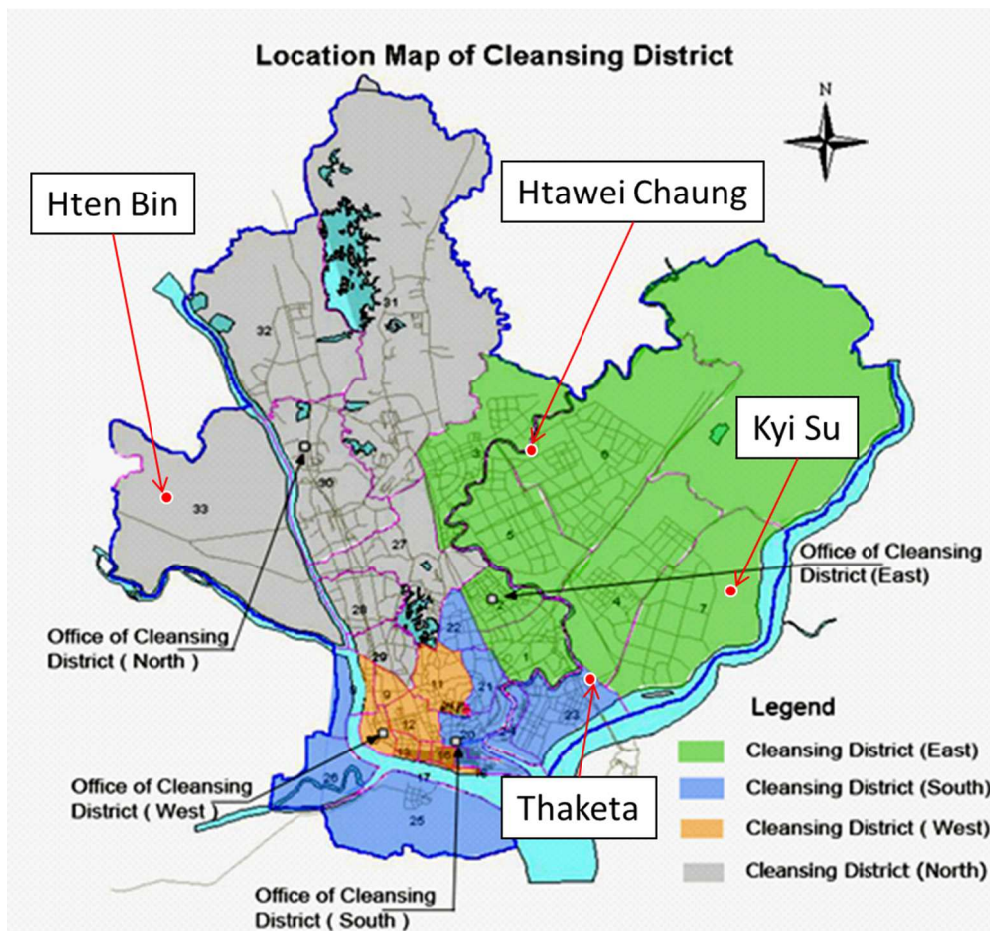 Location Map of Cleansing District
N
Hten Bin
Htawei Chaung
31
32
Kyi Su
3
6
30
33
5
27
Office of Cleansing
District (East)
2
4
7
28
22
Office of Cleansing
District ( North )
1
29
11
21
9
23
Legend
12
20
Cleansing District (East)
26
17
Office of Cleansing
District ( West )
Cleansing District (South)
Thaketa
25
Cleansing District ( West)
Cleansing District (North)
Office of Cleansing
District ( South )